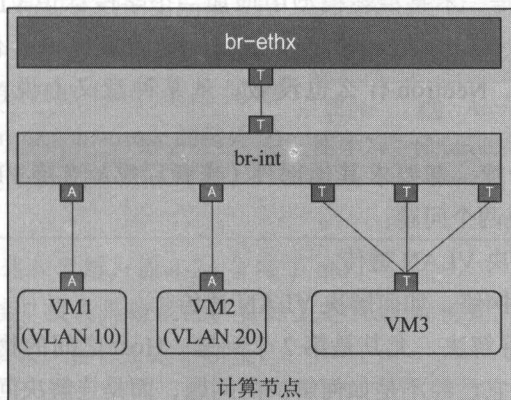 br-ethx
T
T
br-int
A
A
T
T
T
A
A
T
VM1
(VLAN 10)
VM2
(VLAN 20)
VM3
计算节点